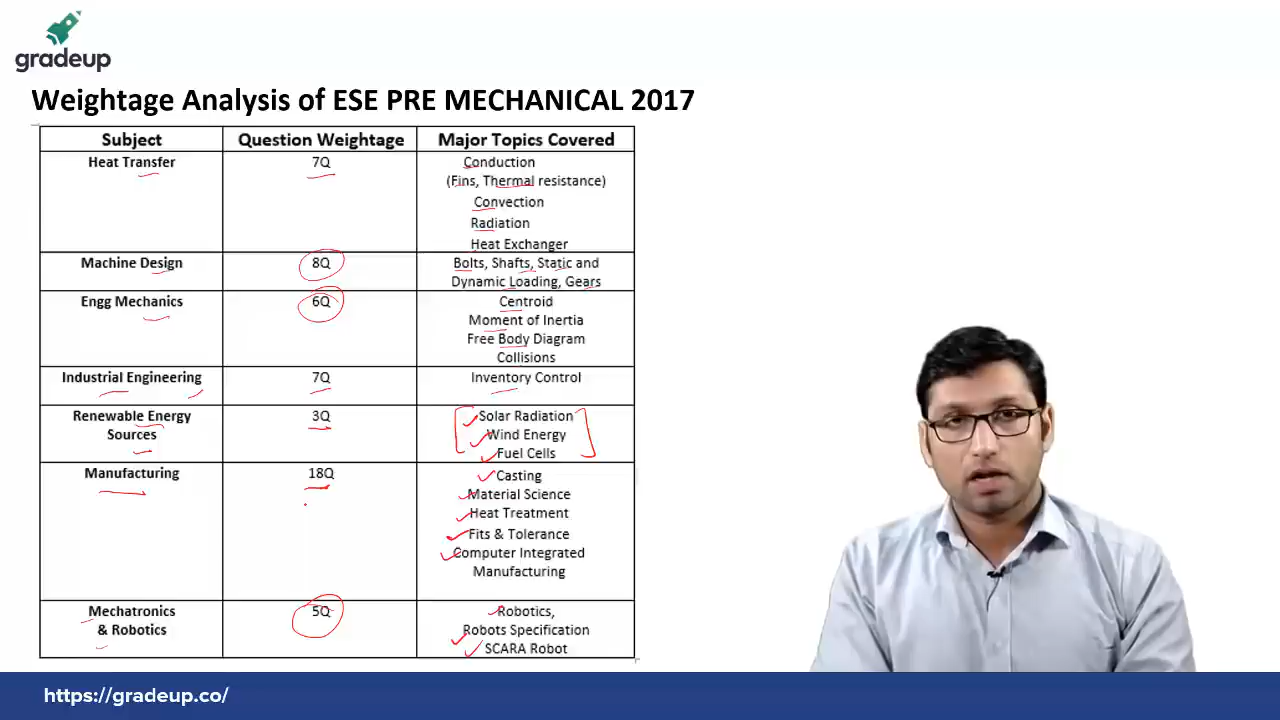 gradeup
Weightage Analysis of ESE PRE MECHANICAL 2017
Subject Question Weightage Major Topics Covered
Heat Transfer 7Q Conduction
(Fins, Thermal resistance)
Convection
Radiation
Heat Exchanger
Machine Design 8Q Bolts, Shafts, Static and
Dynamic Loading, Gears
Engg Mechanics 6Q Centroid
Moment of Inertia
Free Body Diagram
Collisions
Industrial Engineering 7Q Inventory Control
Renewable Energy 3Q Solar Radiation
Sources Wind Energy
Fuel Cells
Manufacturing 18Q Casting
Material Science
Heat Treatment
Fits & Tolerance
Computer Integrated
Manufacturing
Mechatronics 5Q Robotics,
& Robotics Robots Specification
SCARA Robot
https://gradeup.co/